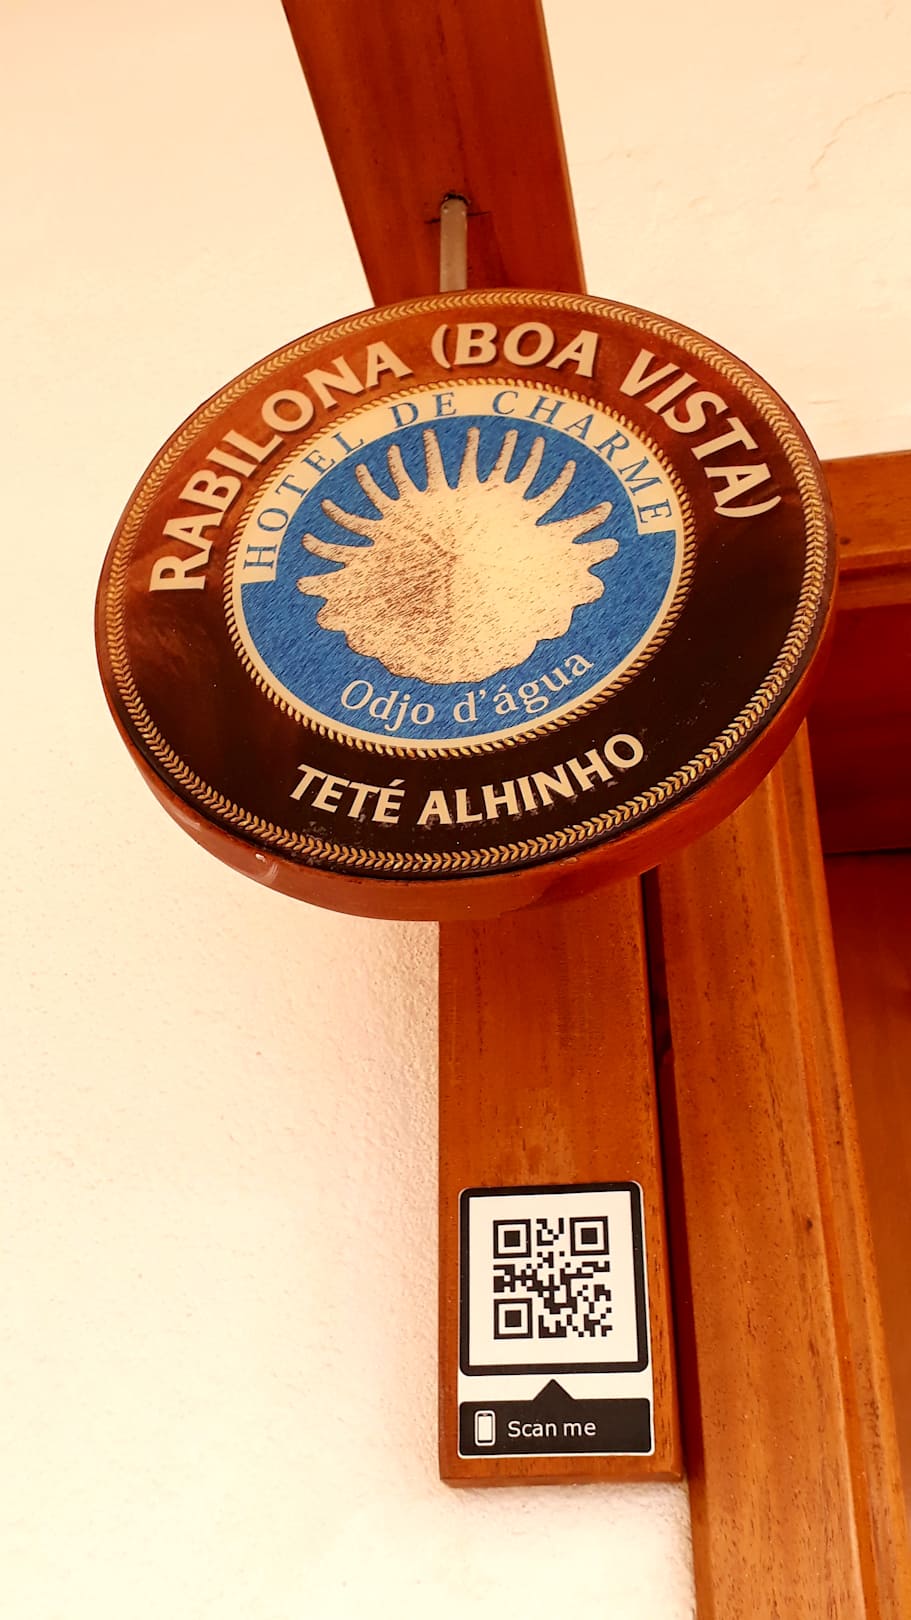 RABILONA (BOA VISTA)
HOTEL DE CHARME
Odjo d'água
TETÉ ALHINHO
Scan me